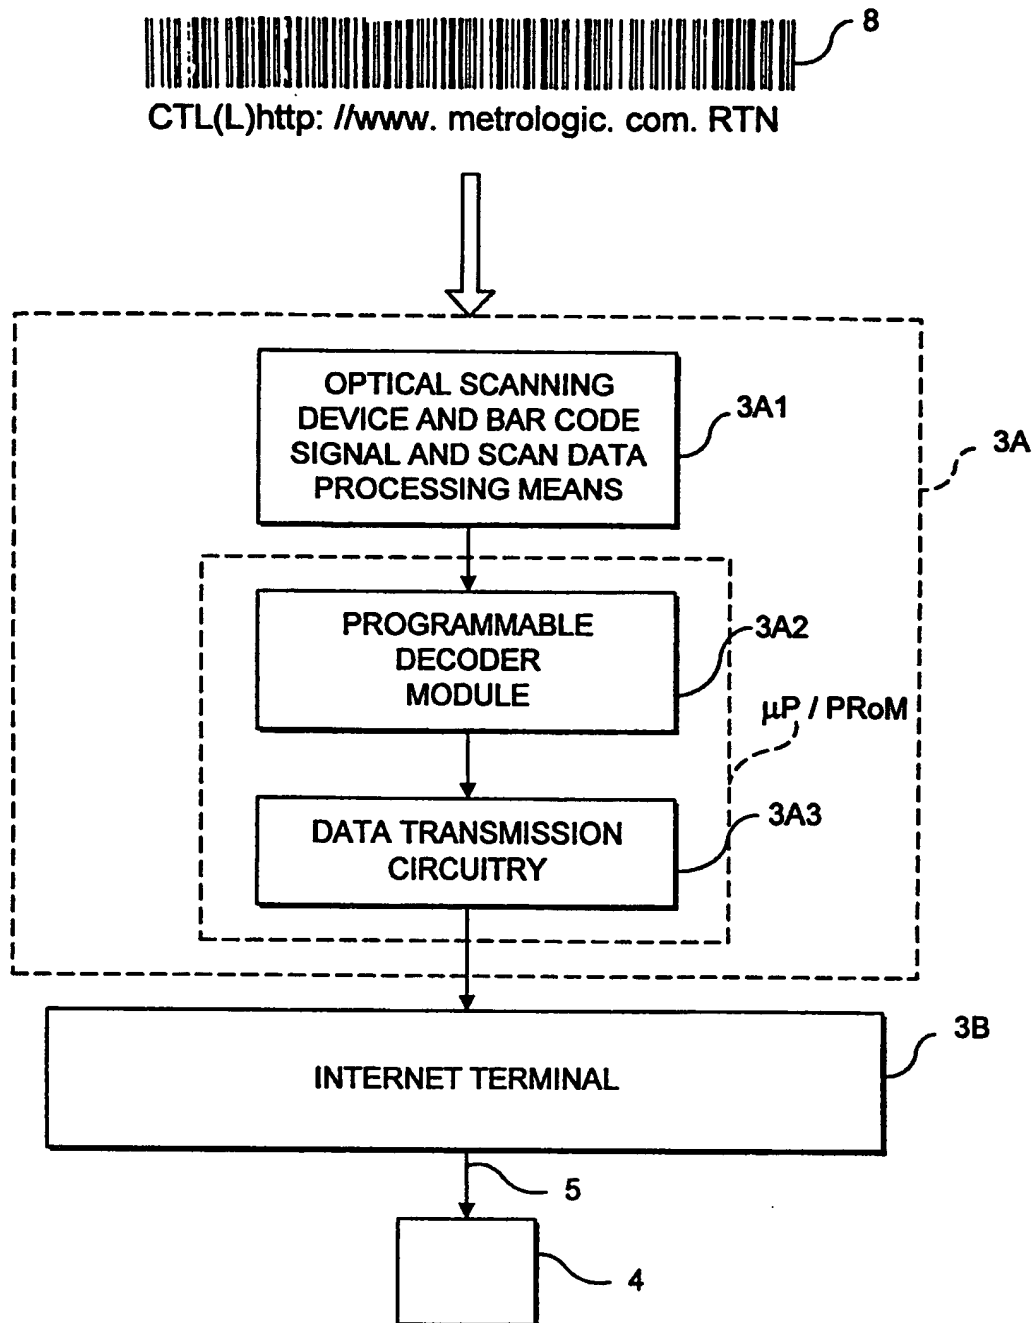 8
CTL(L)http: //www. metrologic. com. RTN
OPTICAL SCANNING
DEVICE AND BAR CODE
SIGNAL AND SCAN DATA
PROCESSING MEANS
3A1
3A
PROGRAMMABLE
DECODER
MODULE
3A2
μP / PRoM
DATA TRANSMISSION
CIRCUITRY
3A3
INTERNET TERMINAL
3B
5
4